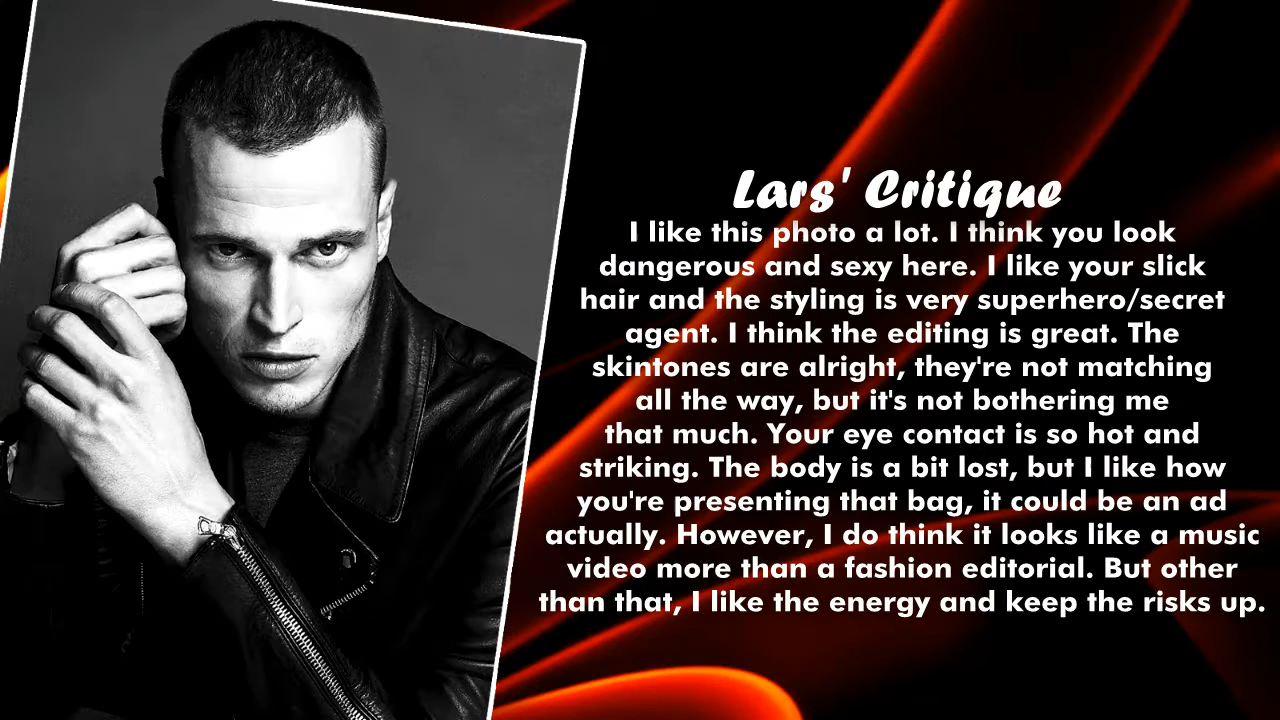 Lars' Critique
I like this photo a lot. I think you look
dangerous and sexy here. I like your slick
hair and the styling is very superhero/secret
agent. I think the editing is great. The
skintones are alright, they're not matching
all the way, but it's not bothering me
that much. Your eye contact is so hot and
striking. The body is a bit lost, but I like how
you're presenting that bag, it could be an ad
actually. However, I do think it looks like a music
video more than a fashion editorial. But other
than that, I like the energy and keep the risks up.